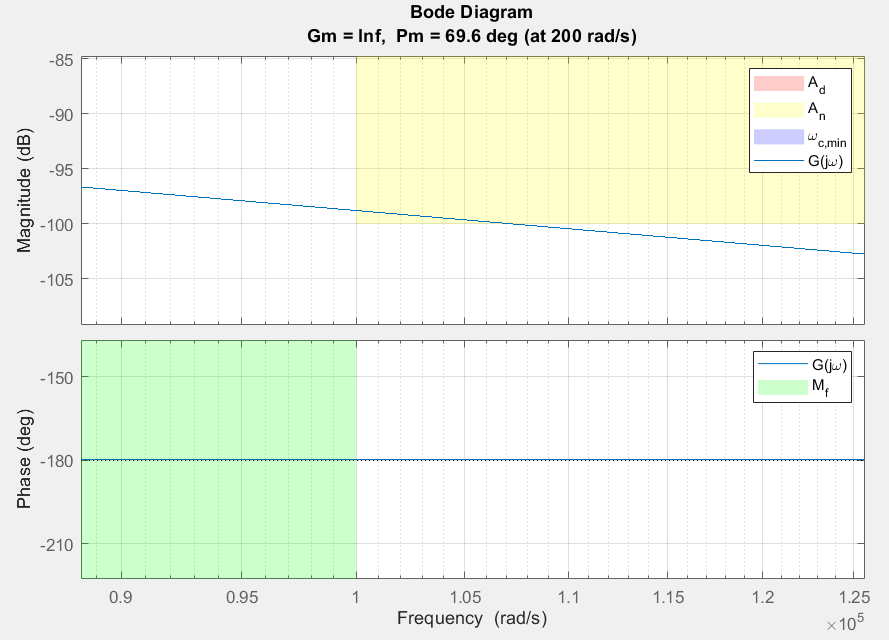 Bode Diagram
Gm = Inf, Pm = 69.6 deg (at 200 rad/s)
Magnitude (dB)
-85
-90
-95
-100
-105
A_d
A_n
ω_c,min
G(jω)
Phase (deg)
-150
-180
-210
G(jω)
M_f
0.9 0.95 1 1.05 1.1 1.15 1.2 1.25
Frequency (rad/s)
×10^5